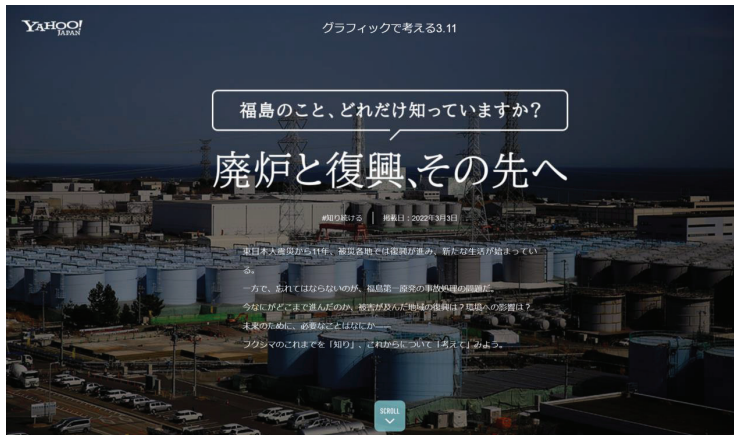 YAHOO!
JAPAN
グラフィックで考える3.11
福島のこと、どれだけ知っていますか？
廃炉と復興、その先へ
#知り続ける | 掲載日：2022年3月3日
東日本大震災から11年、被災各地では復興が進み、新たな生活が始まってい
る。
一方で、忘れてはならないのが、福島第一原発の事故処理の問題だ。
今なにがどこまで進んだのか、被害が及んだ地域の復興は？環境への影響は？
未来のために、必要なことはなにか――
フクシマのこれまでを「知り」、これからについて「考えて」みよう。
SCROLL